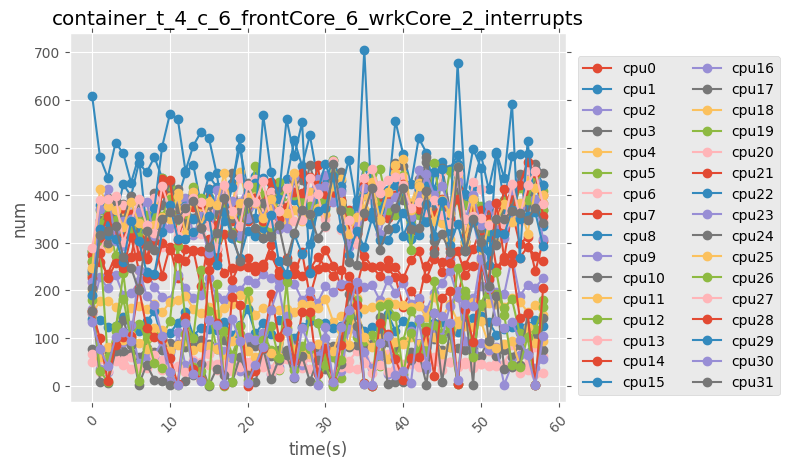 container_t_4_c_6_frontCore_6_wrkCore_2_interrupts
700
600
500
400
300
200
100
0
num
0 10 20 30 40 50 60
time(s)
cpu0 cpu16
cpu1 cpu17
cpu2 cpu18
cpu3 cpu19
cpu4 cpu20
cpu5 cpu21
cpu6 cpu22
cpu7 cpu23
cpu8 cpu24
cpu9 cpu25
cpu10 cpu26
cpu11 cpu27
cpu12 cpu28
cpu13 cpu29
cpu14 cpu30
cpu15 cpu31